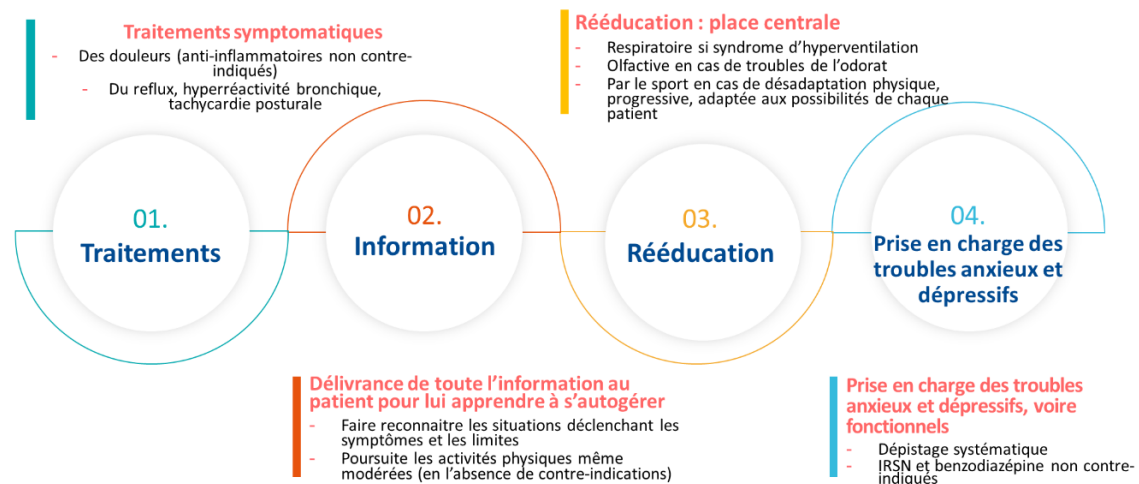 Traitements symptomatiques
- Des douleurs (anti-inflammatoires non contre-
indiqués)
- Du reflux, hyperréactivité bronchique,
tachycardie posturale
Rééducation : place centrale
- Respiratoire si syndrome d’hyperventilation
- Olfactive en cas de troubles de l’odorat
- Par le sport en cas de désadaptation physique,
progressive, adaptée aux possibilités de chaque
patient
01.
Traitements
02.
Information
03.
Rééducation
04.
Prise en charge des
troubles anxieux et
dépressifs
Délivrance de toute l’information au
patient pour lui apprendre à s’autogérer
- Faire reconnaitre les situations déclenchant les
symptômes et les limites
- Poursuite les activités physiques même
modérées (en l’absence de contre-indications)
Prise en charge des troubles
anxieux et dépressifs, voire
fonctionnels
- Dépistage systématique
- IRSN et benzodiazépine non contre-
indiqués